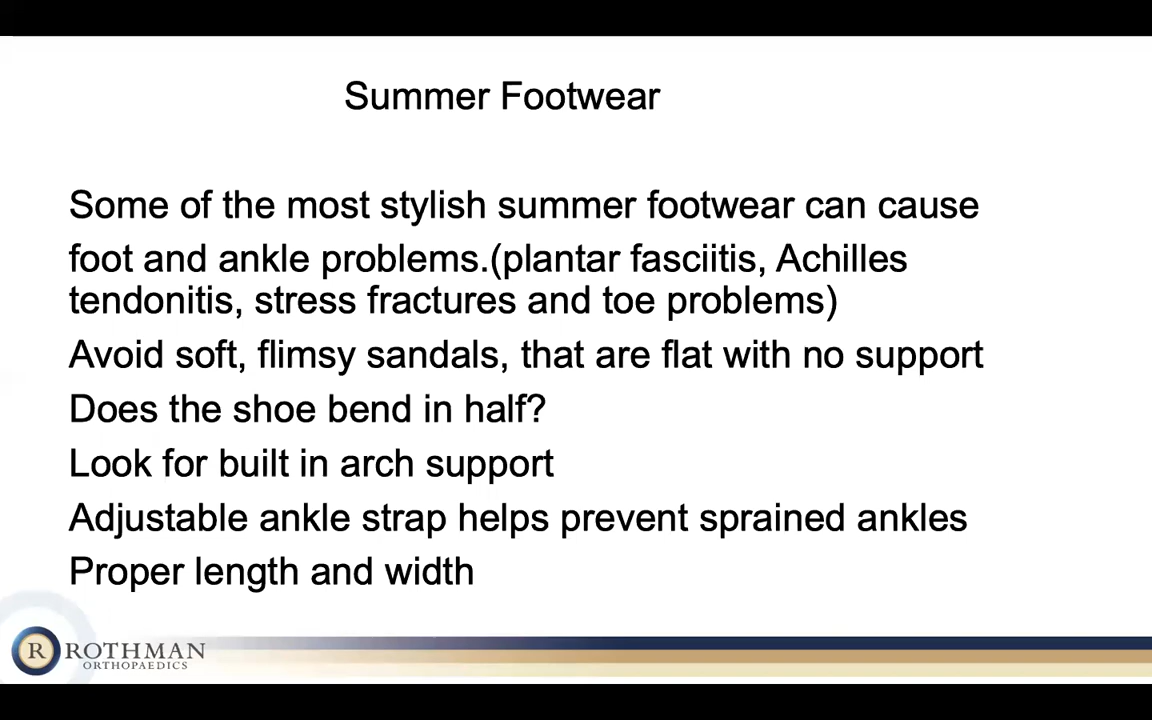 Summer Footwear
Some of the most stylish summer footwear can cause
foot and ankle problems.(plantar fasciitis, Achilles
tendonitis, stress fractures and toe problems)
Avoid soft, flimsy sandals, that are flat with no support
Does the shoe bend in half?
Look for built in arch support
Adjustable ankle strap helps prevent sprained ankles
Proper length and width
R ROTHMAN
ORTHOPAEDICS